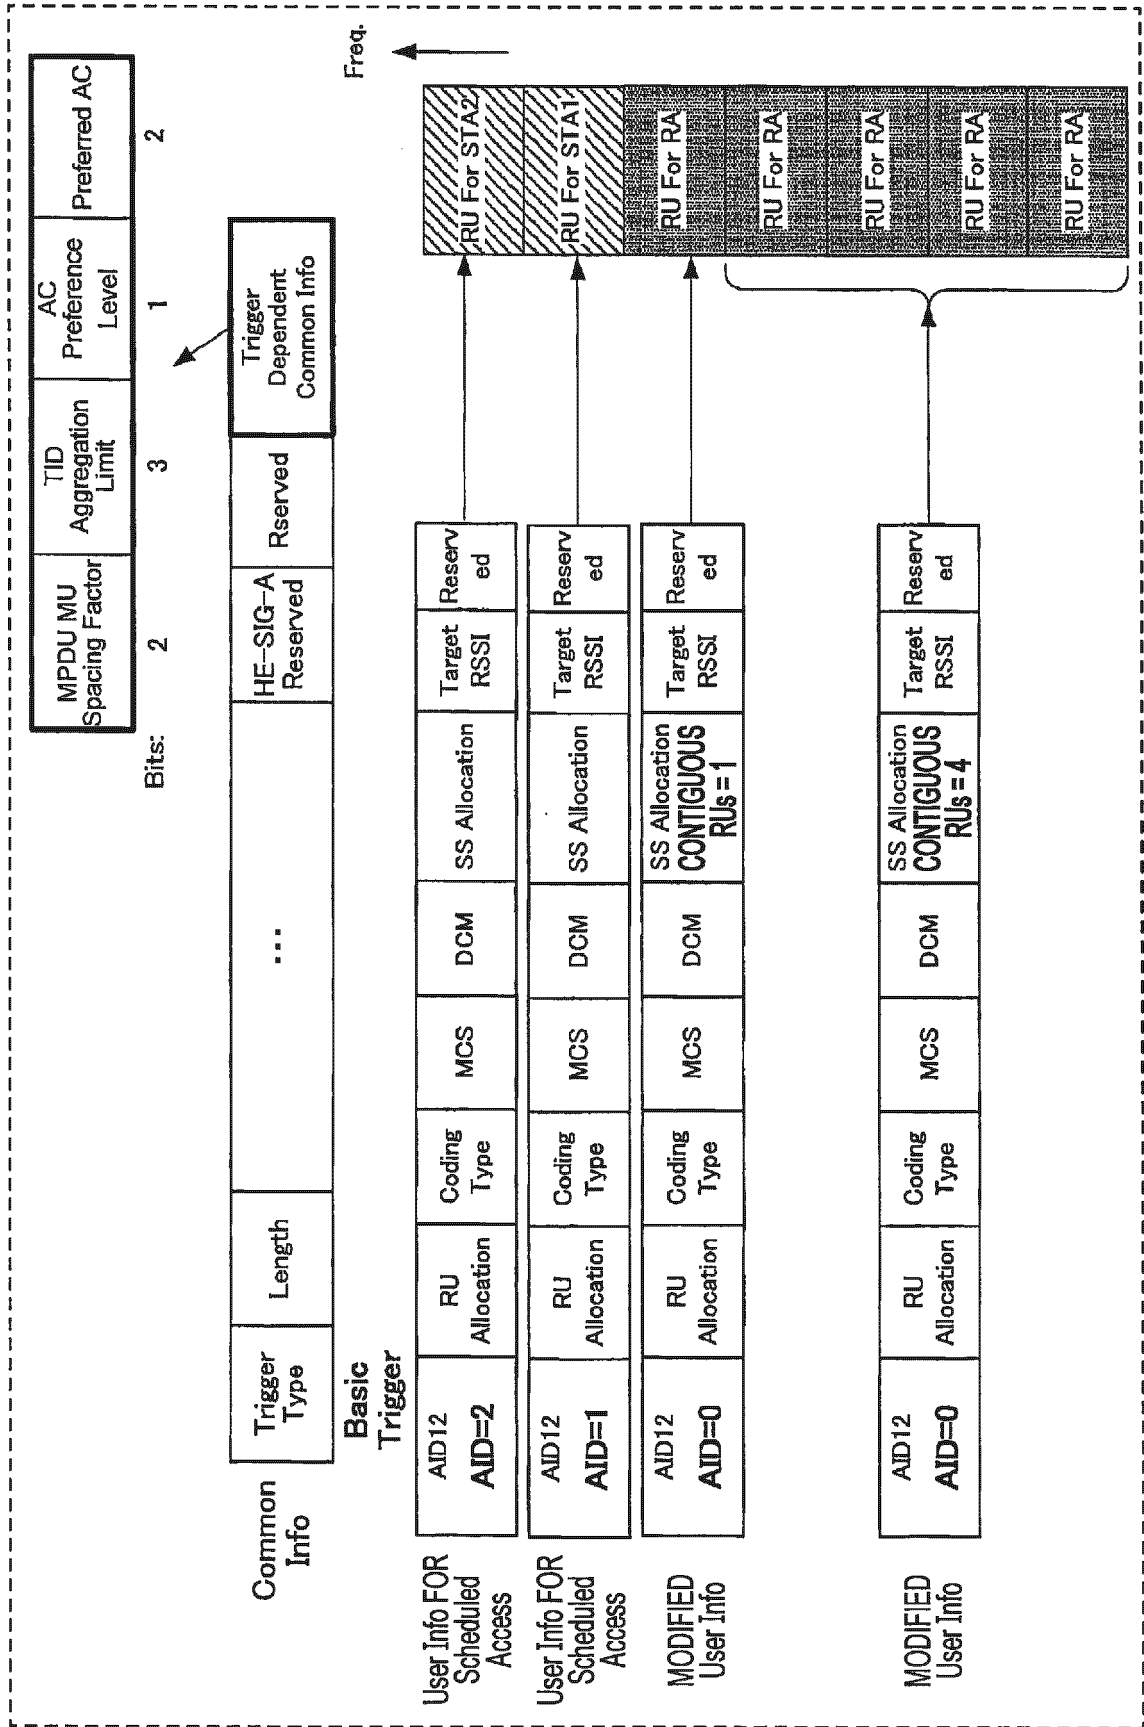 MPDU MU
Spacing Factor
TID
Aggregation
Limit
AC
Preference
Level
Preferred AC
Bits:
2
3
1
2
Common
Info
Trigger
Type
Length
...
HE-SIG-A
Reserved
Rserved
Trigger
Dependent
Common Info
Basic
Trigger
Freq.
User Info FOR
Scheduled
Access
AID12
AID=2
RU
Allocation
Coding
Type
MCS
DCM
SS Allocation
Target
RSSI
Reserv
ed
RU For STA2
User Info FOR
Scheduled
Access
AID12
AID=1
RU
Allocation
Coding
Type
MCS
DCM
SS Allocation
Target
RSSI
Reserv
ed
RU For STA1
MODIFIED
User Info
AID12
AID=0
RU
Allocation
Coding
Type
MCS
DCM
SS Allocation
CONTIGUOUS
RUs = 1
Target
RSSI
Reserv
ed
RU For RA
RU For RA
RU For RA
RU For RA
RU For RA
MODIFIED
User Info
AID12
AID=0
RU
Allocation
Coding
Type
MCS
DCM
SS Allocation
CONTIGUOUS
RUs = 4
Target
RSSI
Reserv
ed